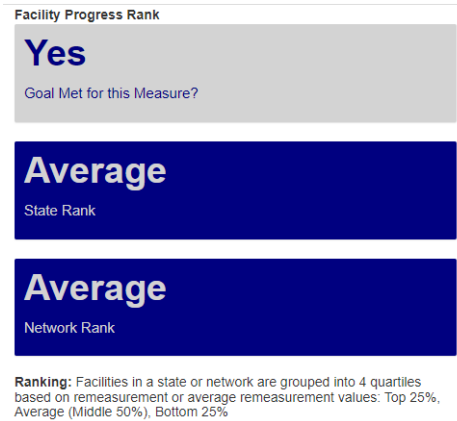 Facility Progress Rank
Yes
Goal Met for this Measure?
Average
State Rank
Average
Network Rank
Ranking: Facilities in a state or network are grouped into 4 quartiles
based on remeasurement or average remeasurement values: Top 25%,
Average (Middle 50%), Bottom 25%